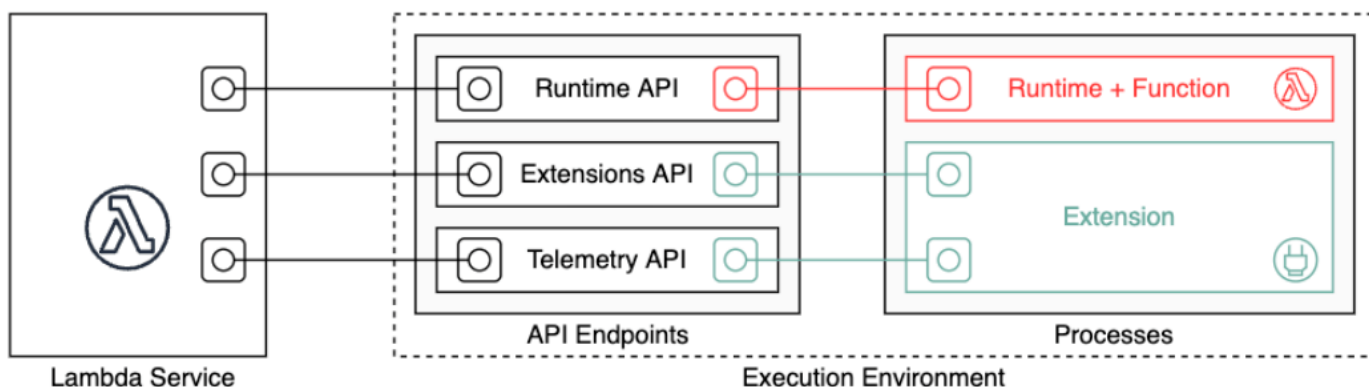 Runtime API
Runtime + Function
Extensions API
Extension
Telemetry API
API Endpoints
Processes
Lambda Service
Execution Environment